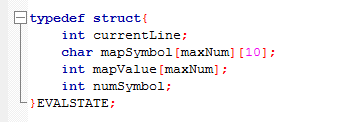 typedef struct{
int currentLine;
char mapSymbol[maxNum][10];
int mapValue[maxNum];
int numSymbol;
}EVALSTATE;